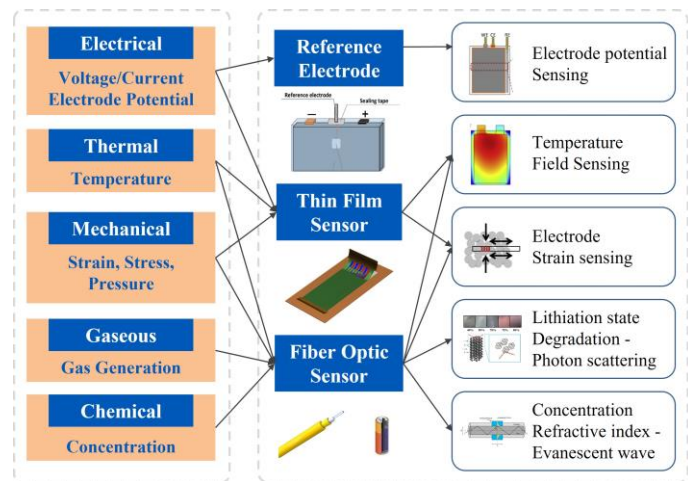 Electrical
Voltage/Current
Electrode Potential
Thermal
Temperature
Mechanical
Strain, Stress,
Pressure
Gaseous
Gas Generation
Chemical
Concentration
Reference
Electrode
Reference electrode
Sealing tape
−
+
Thin Film
Sensor
Fiber Optic
Sensor
Electrode potential
Sensing
Temperature
Field Sensing
Electrode
Strain sensing
Lithiation state
Degradation -
Photon scattering
Concentration
Refractive index -
Evanescent wave